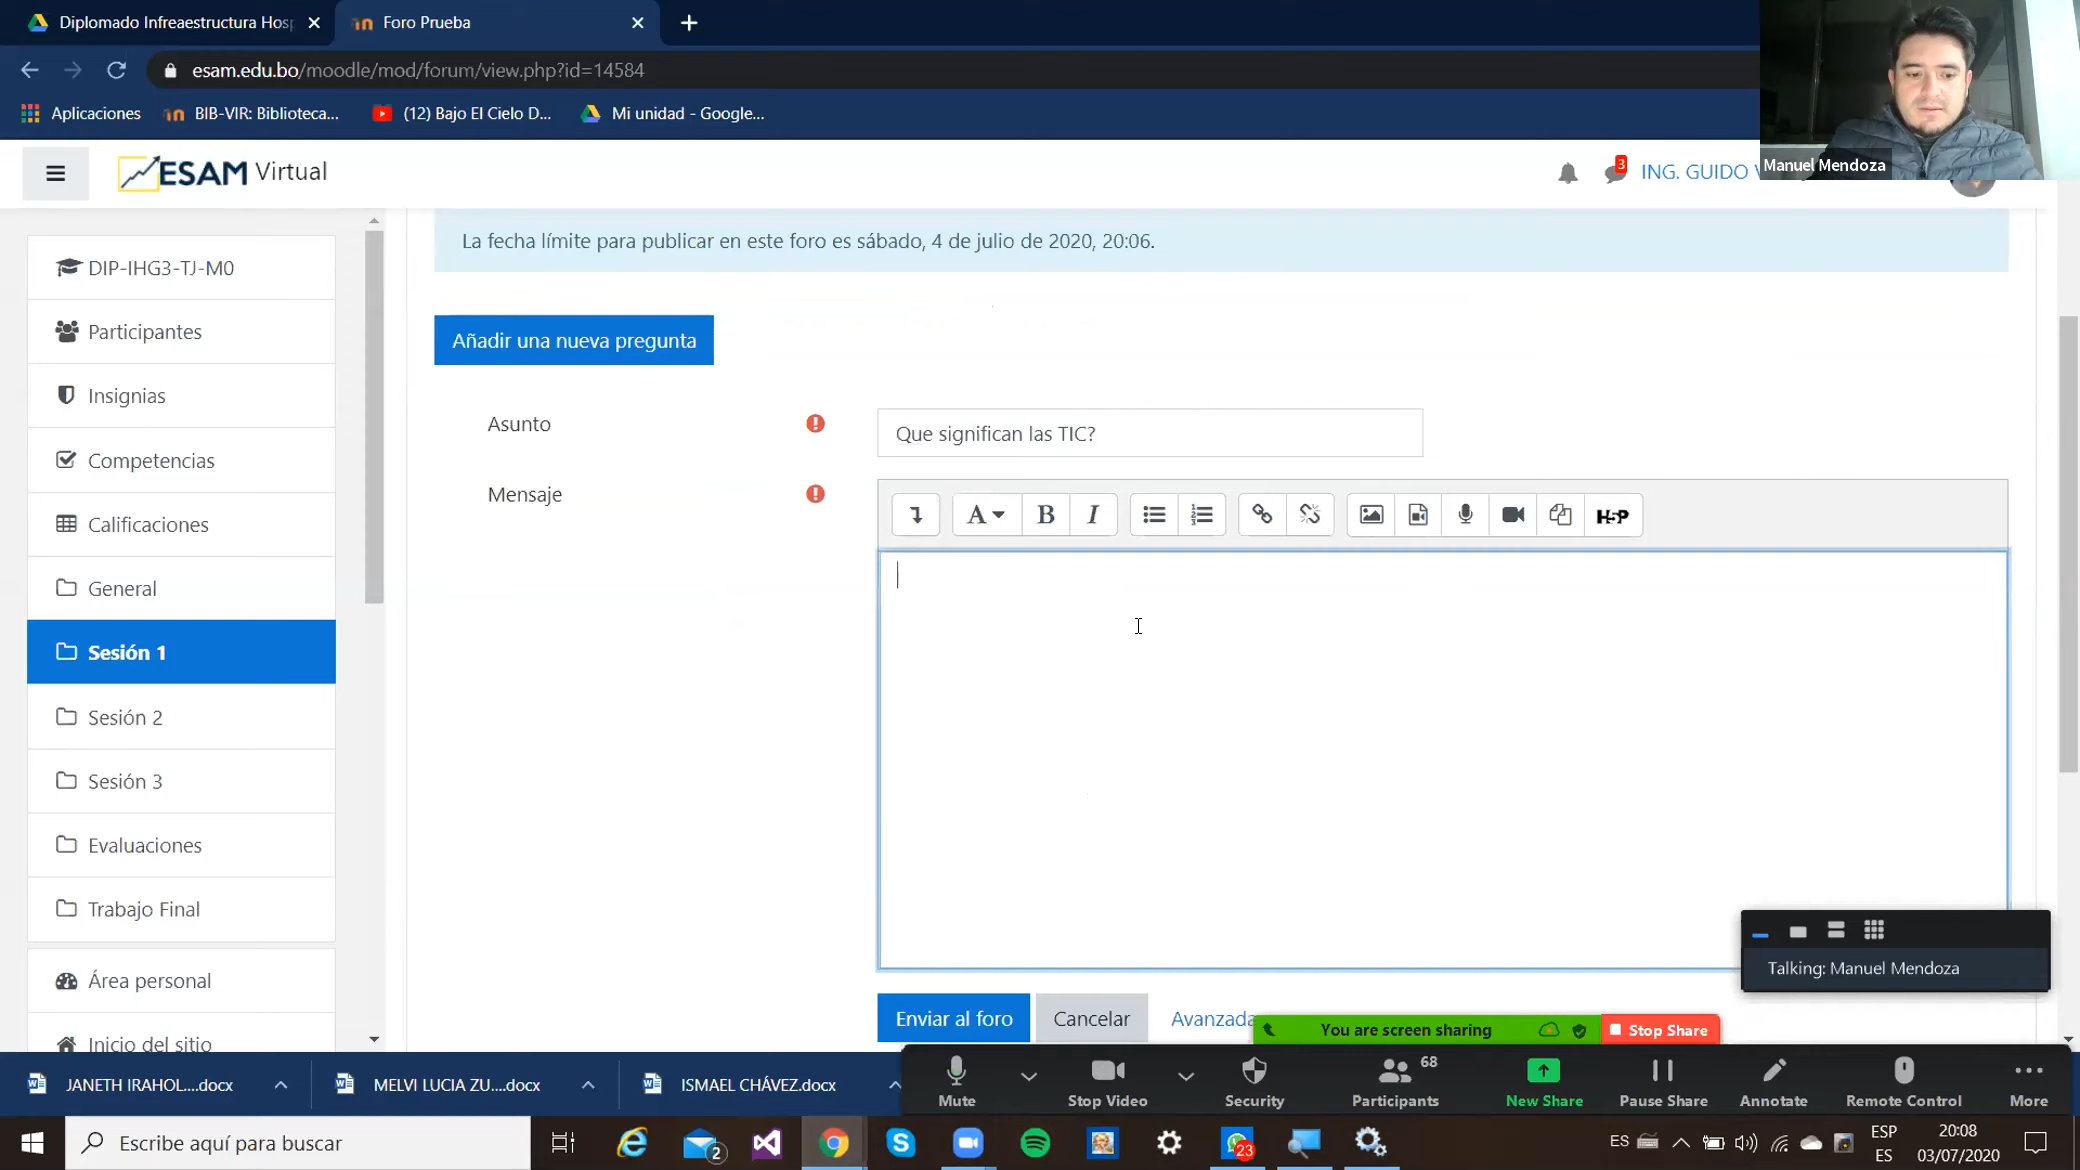 Diplomado Infreaestructura Hosp
Foro Prueba
esam.edu.bo/moodle/mod/forum/view.php?id=14584
Aplicaciones
BIB-VIR: Biblioteca...
(12) Bajo El Cielo D...
Mi unidad - Google...
Manuel Mendoza
ESAM Virtual
3
ING. GUIDO V
La fecha límite para publicar en este foro es sábado, 4 de julio de 2020, 20:06.
DIP-IHG3-TJ-M0
Participantes
Insignias
Competencias
Calificaciones
General
Sesión 1
Sesión 2
Sesión 3
Evaluaciones
Trabajo Final
Área personal
Inicio del sitio
Añadir una nueva pregunta
Asunto
Que significan las TIC?
Mensaje
A B I
H5P
Talking: Manuel Mendoza
Enviar al foro
Cancelar
Avanzada
You are screen sharing
Stop Share
JANETH IRAHOL....docx
MELVI LUCIA ZU....docx
ISMAEL CHÁVEZ.docx
Mute
Stop Video
Security
Participants
68
New Share
Pause Share
Annotate
Remote Control
More
Escribe aquí para buscar
2
23
ES
ESP
ES
20:08
03/07/2020